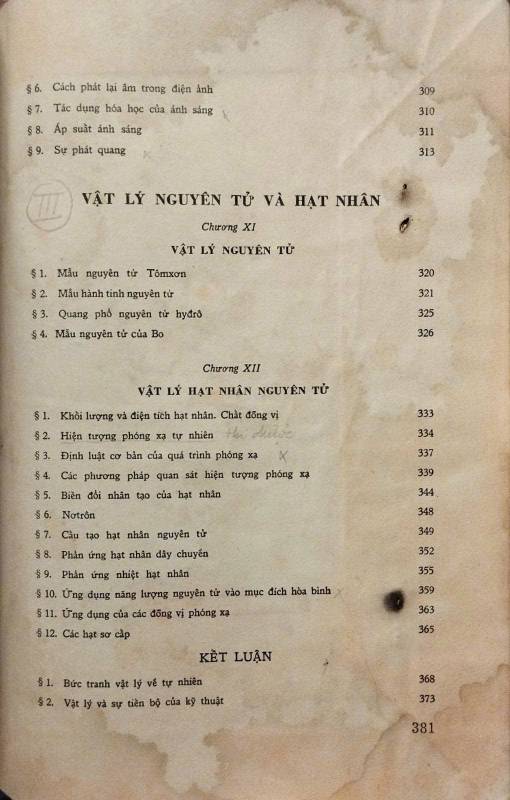 § 6. Cách phát lại âm trong điện ảnh 309
§ 7. Tác dụng hóa học của ánh sáng 310
§ 8. Áp suất ánh sáng 311
§ 9. Sự phát quang 313
III VẬT LÝ NGUYÊN TỬ VÀ HẠT NHÂN
Chương XI
VẬT LÝ NGUYÊN TỬ
§ 1. Mẫu nguyên tử Tômxơn 320
§ 2. Mẫu hành tinh nguyên tử 321
§ 3. Quang phổ nguyên tử hyđrô 325
§ 4. Mẫu nguyên tử của Bo 326
Chương XII
VẬT LÝ HẠT NHÂN NGUYÊN TỬ
§ 1. Khối lượng và điện tích hạt nhân. Chất đồng vị 333
§ 2. Hiện tượng phóng xạ tự nhiên 334
§ 3. Định luật cơ bản của quá trình phóng xạ 337
§ 4. Các phương pháp quan sát hiện tượng phóng xạ 339
§ 5. Biến đổi nhân tạo của hạt nhân 344
§ 6. Nơtrôn 348
§ 7. Cấu tạo hạt nhân nguyên tử 349
§ 8. Phản ứng hạt nhân dây chuyền 352
§ 9. Phản ứng nhiệt hạt nhân 355
§ 10. Ứng dụng năng lượng nguyên tử vào mục đích hòa bình 359
§ 11. Ứng dụng của các đồng vị phóng xạ 363
§ 12. Các hạt sơ cấp 365
KẾT LUẬN
§ 1. Bức tranh vật lý về tự nhiên 368
§ 2. Vật lý và sự tiến bộ của kỹ thuật 373
381